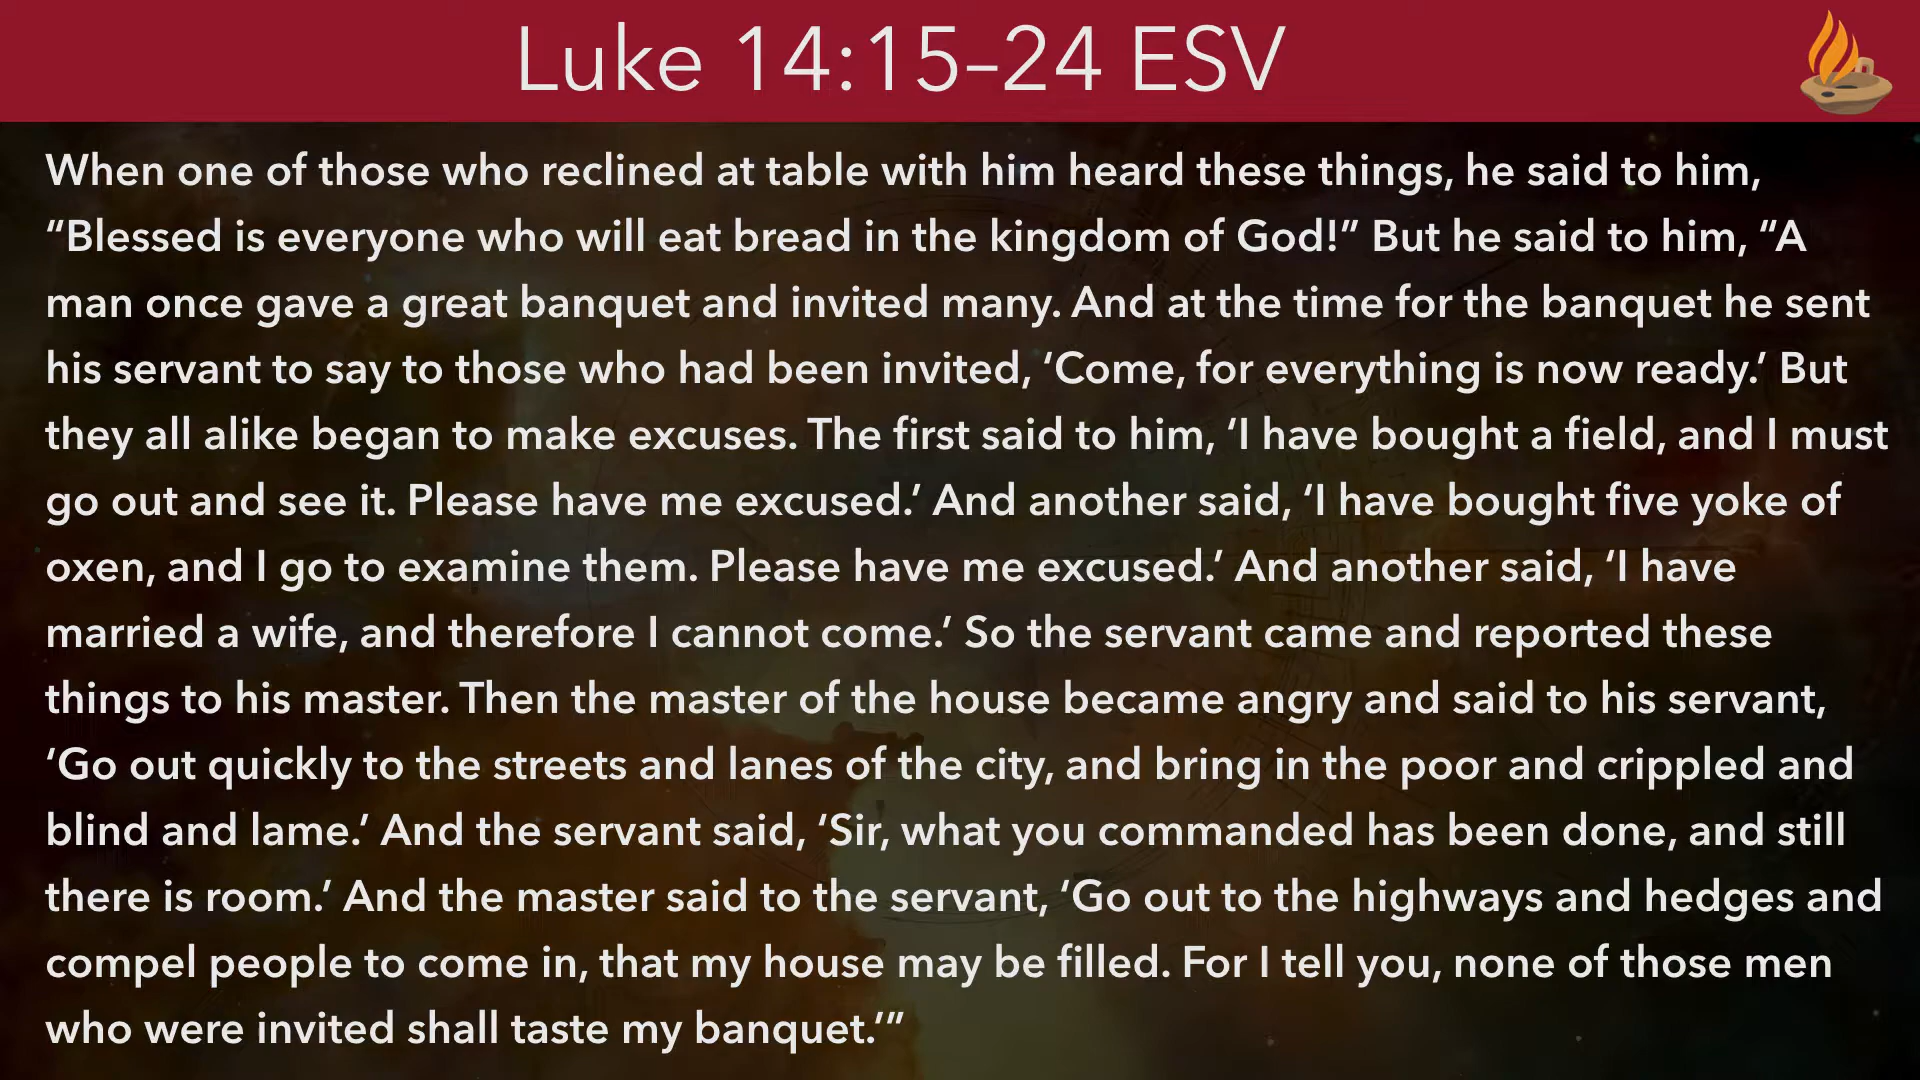 Luke 14:15–24 ESV
When one of those who reclined at table with him heard these things, he said to him,
“Blessed is everyone who will eat bread in the kingdom of God!” But he said to him, “A
man once gave a great banquet and invited many. And at the time for the banquet he sent
his servant to say to those who had been invited, ‘Come, for everything is now ready.’ But
they all alike began to make excuses. The first said to him, ‘I have bought a field, and I must
go out and see it. Please have me excused.’ And another said, ‘I have bought five yoke of
oxen, and I go to examine them. Please have me excused.’ And another said, ‘I have
married a wife, and therefore I cannot come.’ So the servant came and reported these
things to his master. Then the master of the house became angry and said to his servant,
‘Go out quickly to the streets and lanes of the city, and bring in the poor and crippled and
blind and lame.’ And the servant said, ‘Sir, what you commanded has been done, and still
there is room.’ And the master said to the servant, ‘Go out to the highways and hedges and
compel people to come in, that my house may be filled. For I tell you, none of those men
who were invited shall taste my banquet.’”